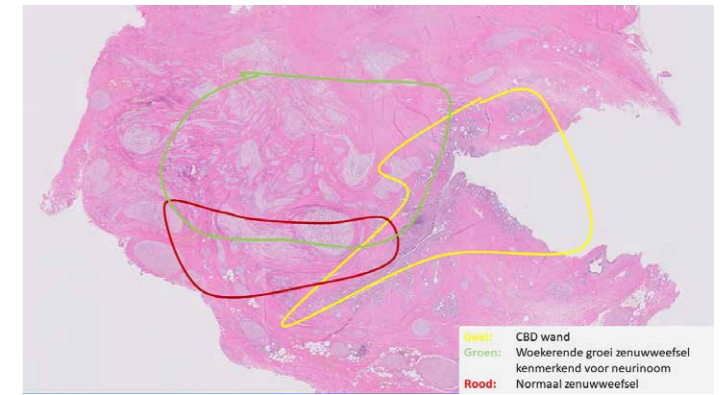 Geel: CBD wand
Groen: Woekerende groei zenuwweefsel
kenmerkend voor neurinoom
Rood: Normaal zenuwweefsel